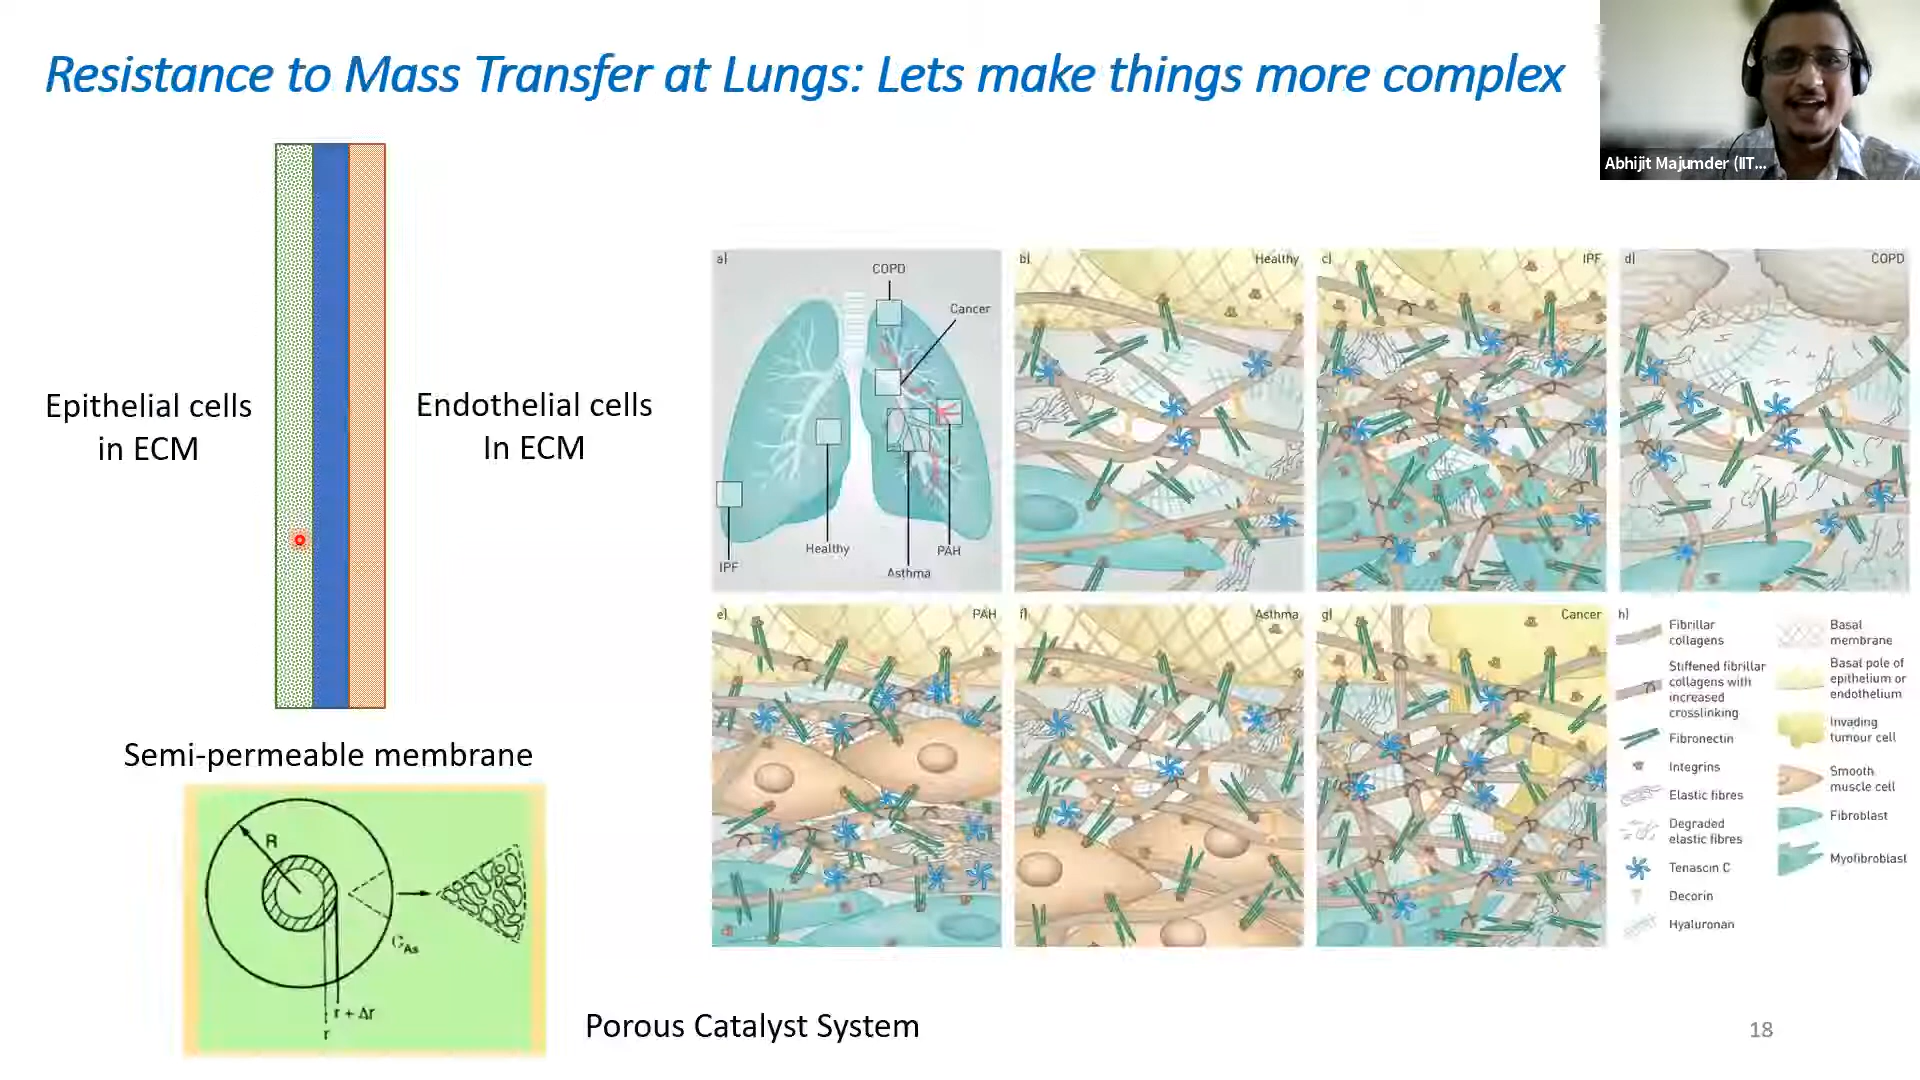 Resistance to Mass Transfer at Lungs: Lets make things more complex
Abhijit Majumder (IIT...
Epithelial cells
in ECM
Endothelial cells
In ECM
Semi-permeable membrane
R
C_As
r + Δr
r
Porous Catalyst System
a)
COPD
Cancer
Healthy
PAH
IPF
Asthma
b)
Healthy
c)
IPF
d)
COPD
e)
PAH
f)
Asthma
g)
Cancer
h)
Fibrillar
collagens
Stiffened fibrillar
collagens with
increased
crosslinking
Fibronectin
Integrins
Elastic fibres
Degraded
elastic fibres
Tenascin C
Decorin
Hyaluronan
Basal
membrane
Basal pole of
epithelium or
endothelium
Invading
tumour cell
Smooth
muscle cell
Fibroblast
Myofibroblast
18